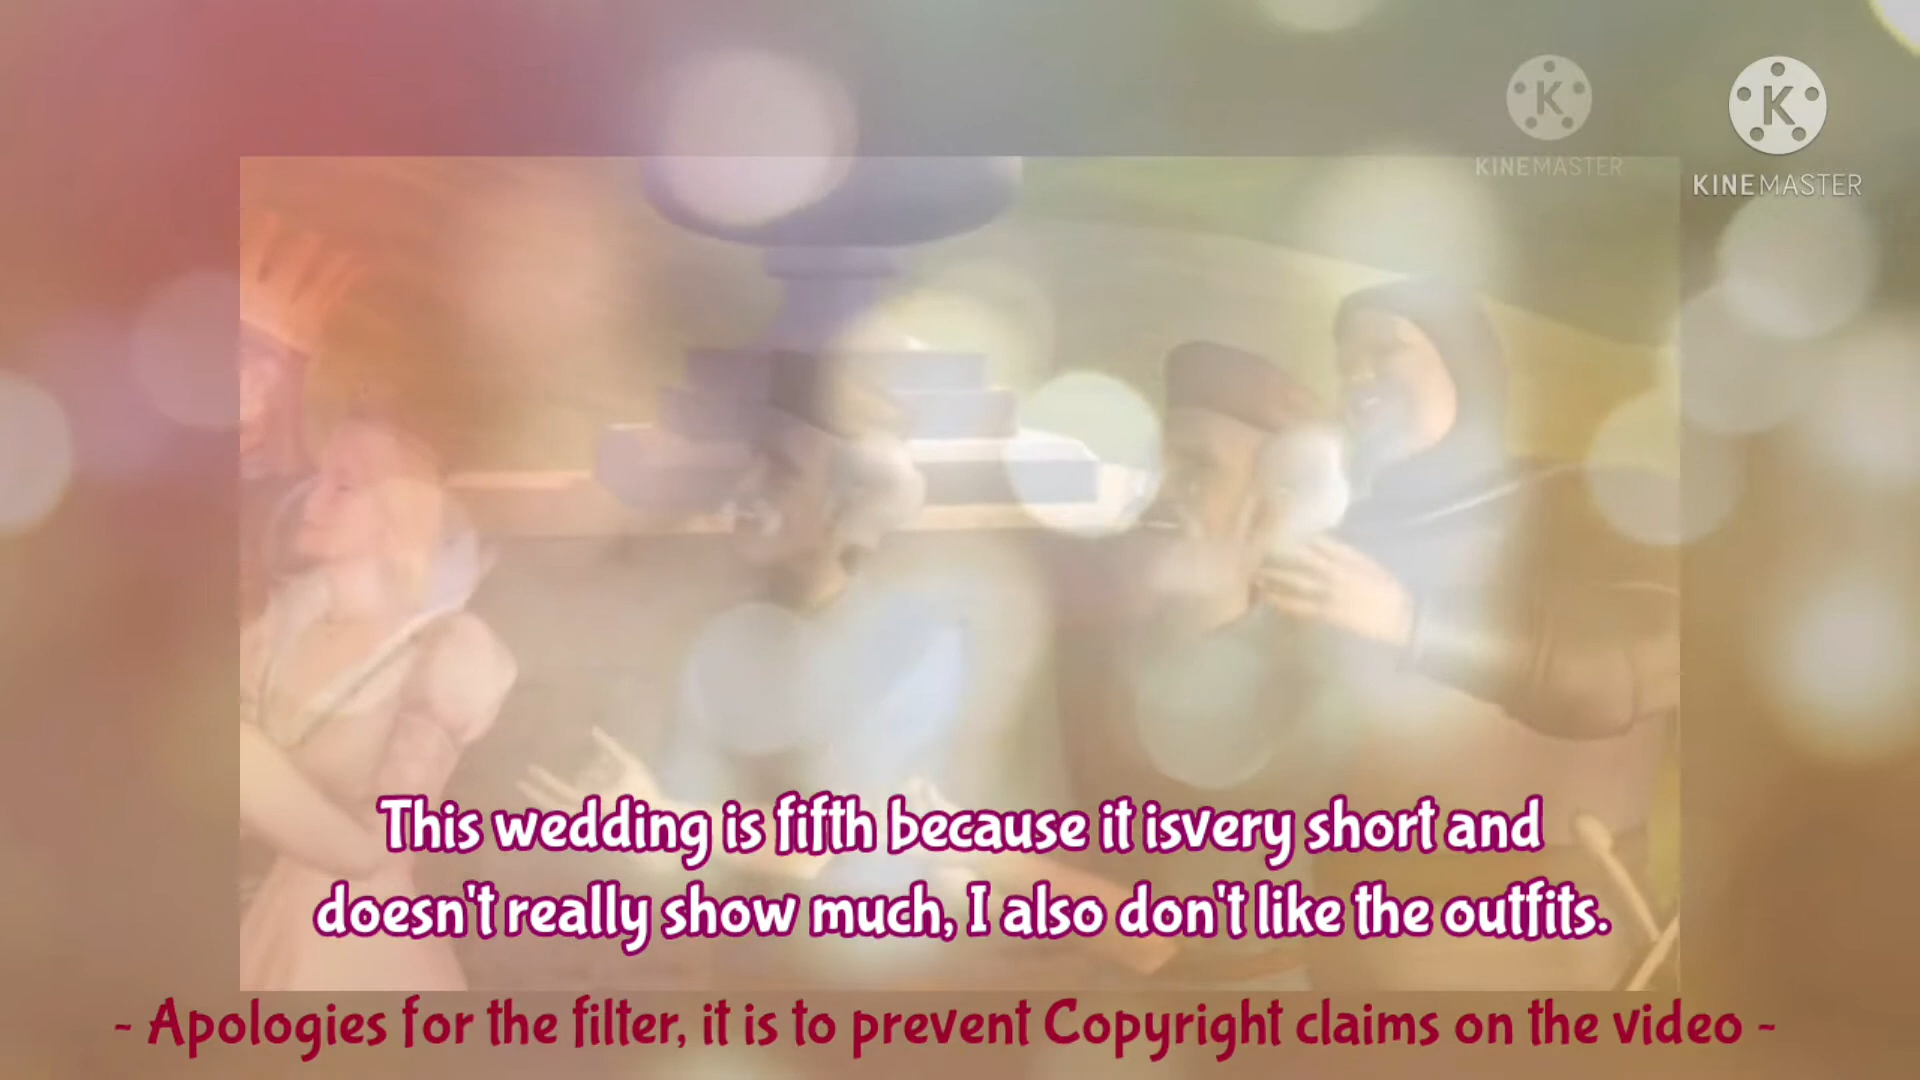 K
KINEMASTER
K
KINEMASTER
This wedding is fifth because it isvery short and
doesn't really show much, I also don't like the outfits.
- Apologies for the filter, it is to prevent Copyright claims on the video -